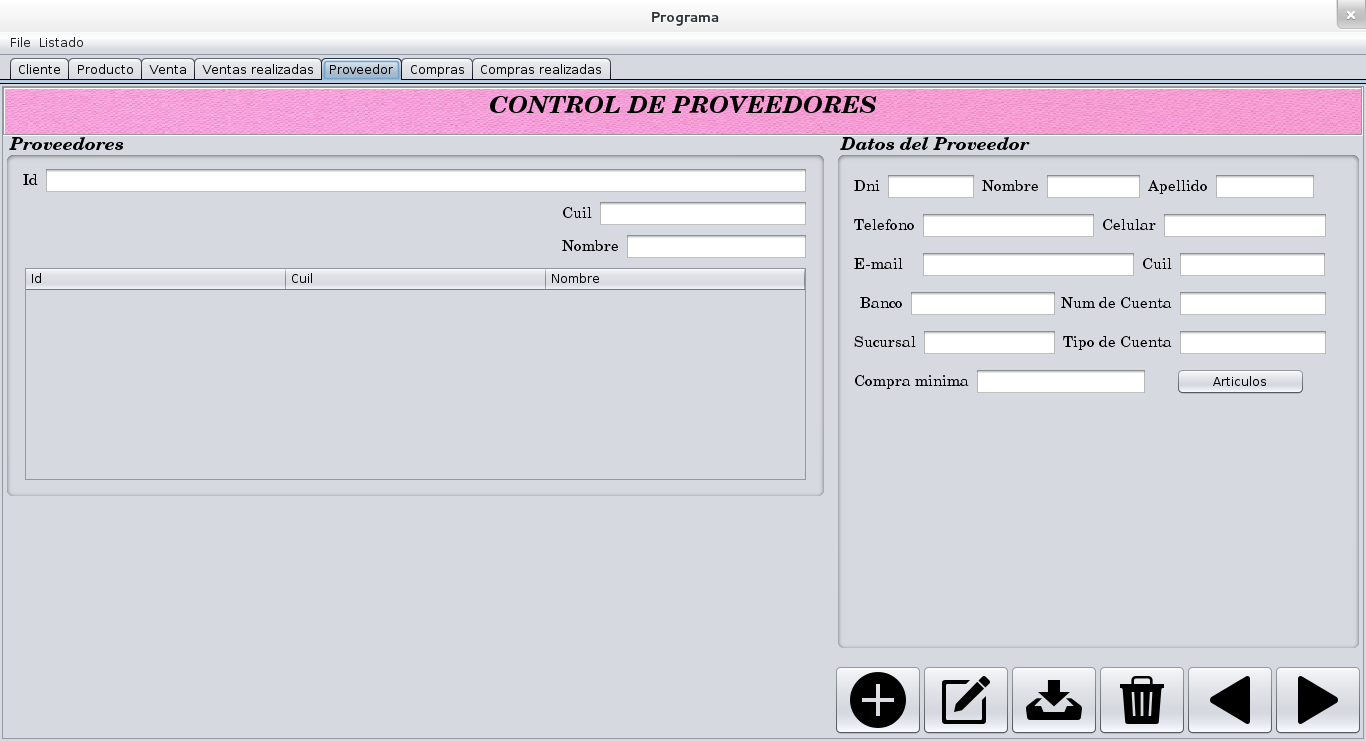 Programa
File Listado
Cliente Producto Venta Ventas realizadas Proveedor Compras Compras realizadas
CONTROL DE PROVEEDORES
Proveedores
Id
Cuil
Nombre
Id Cuil Nombre
Datos del Proveedor
Dni Nombre Apellido
Telefono Celular
E-mail Cuil
Banco Num de Cuenta
Sucursal Tipo de Cuenta
Compra minima Articulos